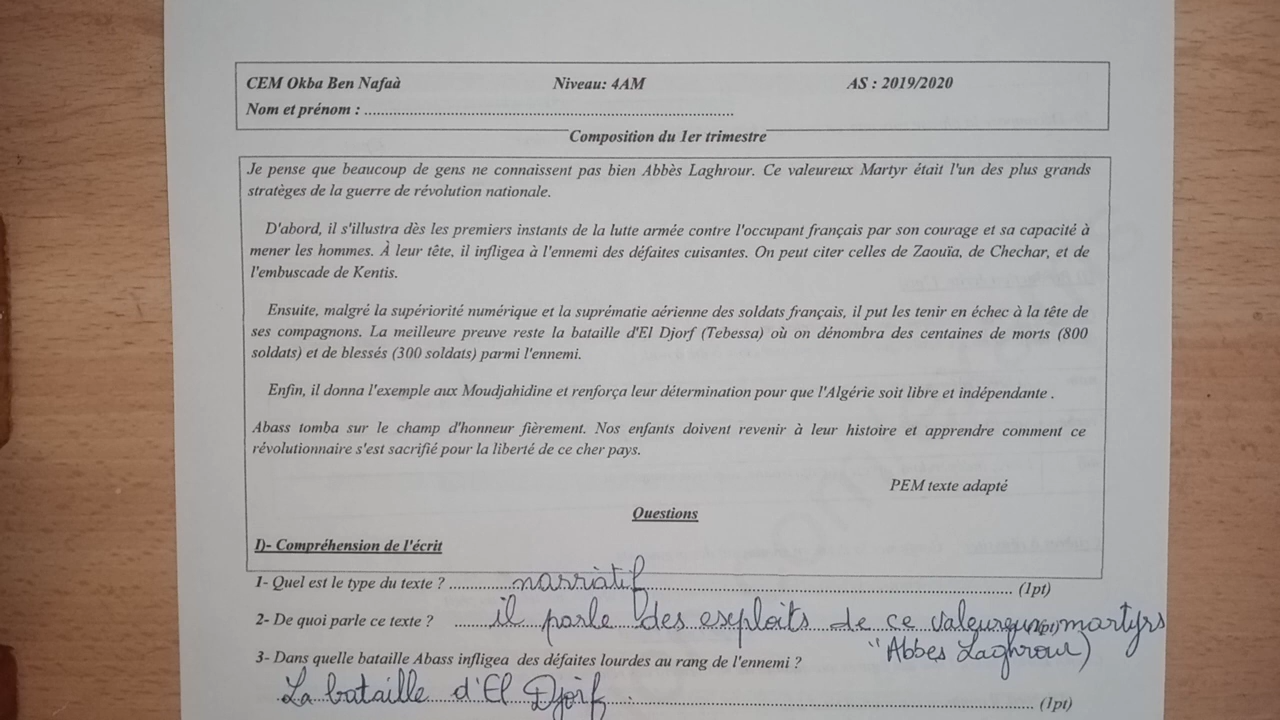 CEM Okba Ben Nafaà Niveau: 4AM AS : 2019/2020
Nom et prénom : ......................................................................................
Composition du 1er trimestre
Je pense que beaucoup de gens ne connaissent pas bien Abbès Laghrour. Ce valeureux Martyr était l'un des plus grands
stratèges de la guerre de révolution nationale.
D'abord, il s'illustra dès les premiers instants de la lutte armée contre l'occupant français par son courage et sa capacité à
mener les hommes. À leur tête, il infligea à l'ennemi des défaites cuisantes. On peut citer celles de Zaouïa, de Chechar, et de
l'embuscade de Kentis.
Ensuite, malgré la supériorité numérique et la suprématie aérienne des soldats français, il put les tenir en échec à la tête de
ses compagnons. La meilleure preuve reste la bataille d'El Djorf (Tebessa) où on dénombra des centaines de morts (800
soldats) et de blessés (300 soldats) parmi l'ennemi.
Enfin, il donna l'exemple aux Moudjahidine et renforça leur détermination pour que l'Algérie soit libre et indépendante .
Abass tomba sur le champ d'honneur fièrement. Nos enfants doivent revenir à leur histoire et apprendre comment ce
révolutionnaire s'est sacrifié pour la liberté de ce cher pays.
PEM texte adapté
Questions
I)- Compréhension de l'écrit
1- Quel est le type du texte ? narriatif (1pt)
2- De quoi parle ce texte ? il parle des exploits de ce valeureux martyrs
"Abbes Laghrour)
3- Dans quelle bataille Abass infligea des défaites lourdes au rang de l'ennemi ?
La bataille d'El Djorf. (1pt)